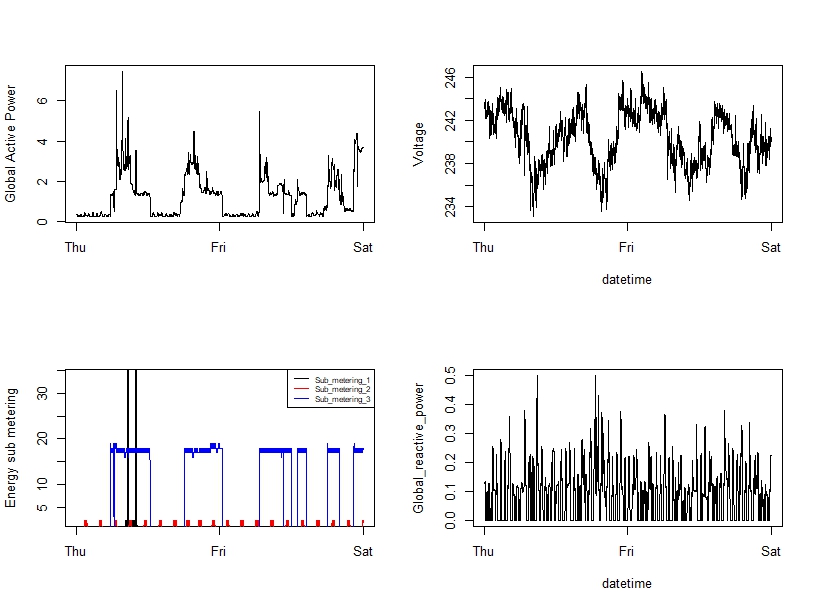 Global Active Power
0 2 4 6
Thu Fri Sat
Voltage
234 238 242 246
Thu Fri Sat
datetime
Energy sub metering
5 10 20 30
Thu Fri Sat
Sub_metering_1
Sub_metering_2
Sub_metering_3
Global_reactive_power
0.0 0.1 0.2 0.3 0.4 0.5
Thu Fri Sat
datetime